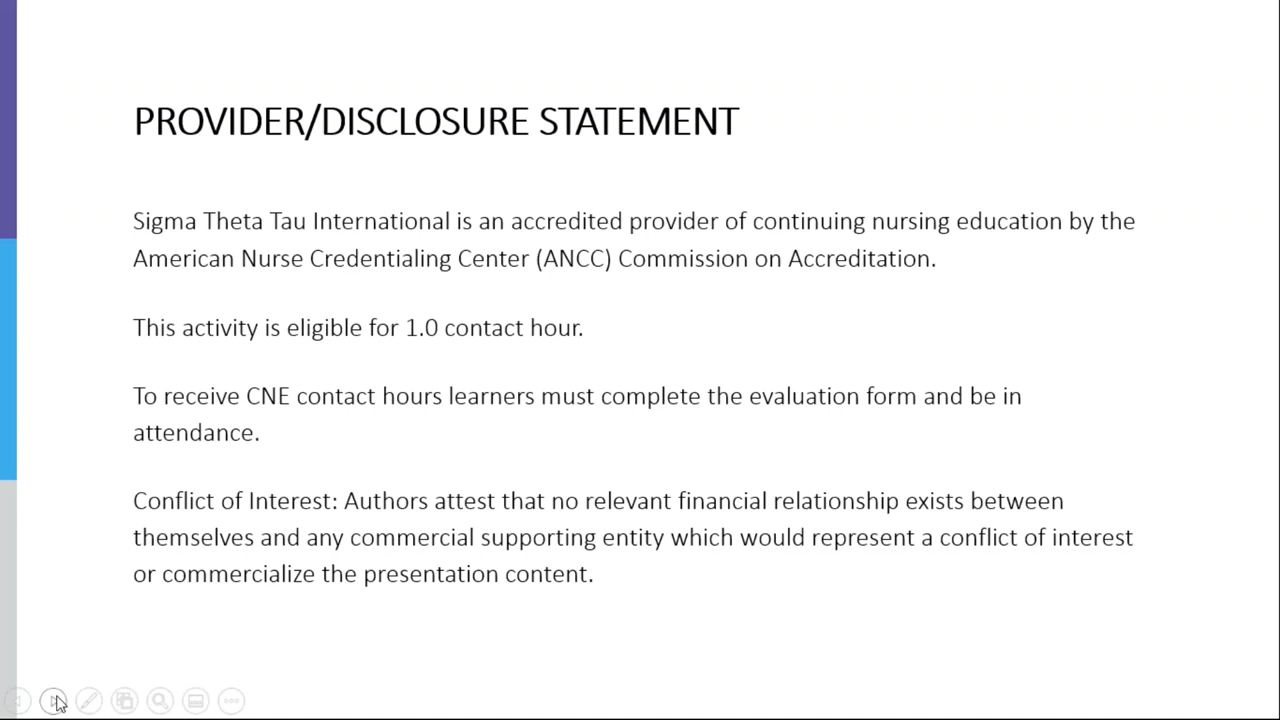 PROVIDER/DISCLOSURE STATEMENT
Sigma Theta Tau International is an accredited provider of continuing nursing education by the
American Nurse Credentialing Center (ANCC) Commission on Accreditation.
This activity is eligible for 1.0 contact hour.
To receive CNE contact hours learners must complete the evaluation form and be in
attendance.
Conflict of Interest: Authors attest that no relevant financial relationship exists between
themselves and any commercial supporting entity which would represent a conflict of interest
or commercialize the presentation content.